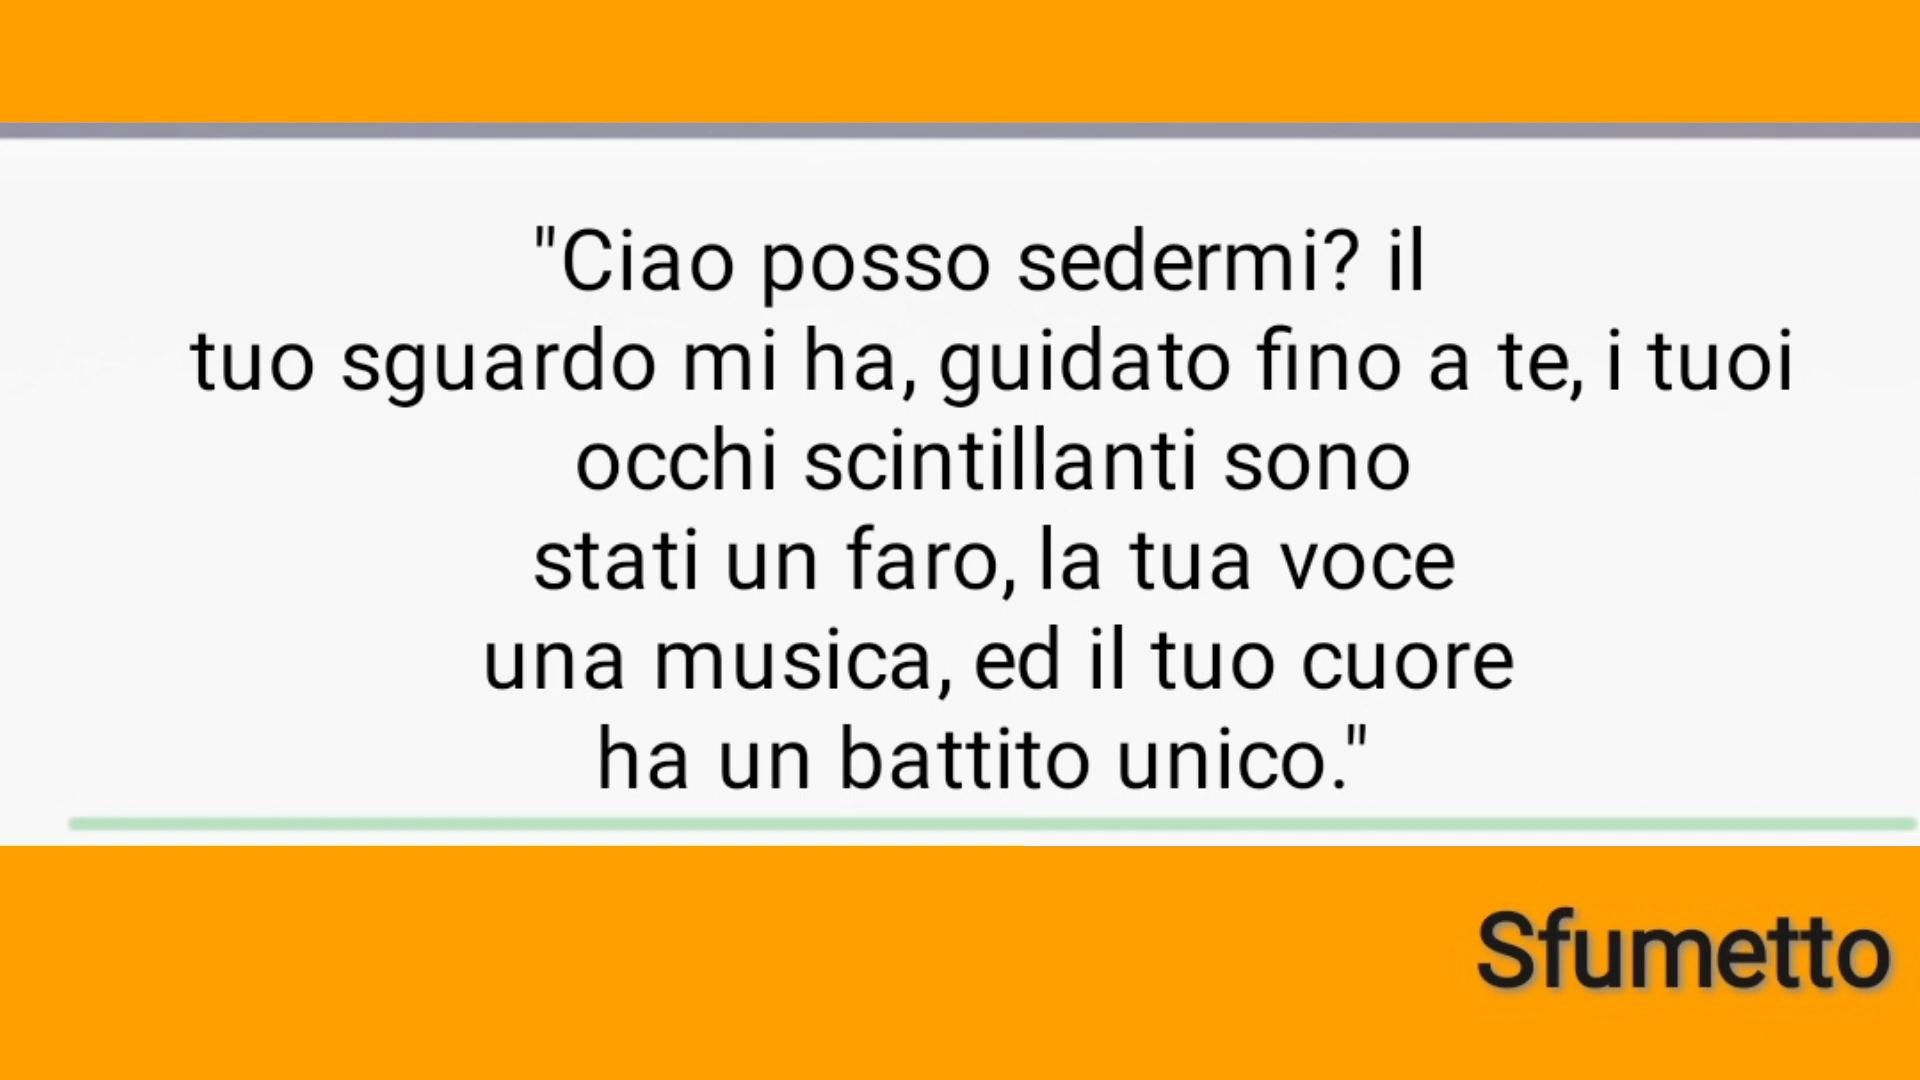 "Ciao posso sedermi? il
tuo sguardo mi ha, guidato fino a te, i tuoi
occhi scintillanti sono
stati un faro, la tua voce
una musica, ed il tuo cuore
ha un battito unico."
Sfumetto